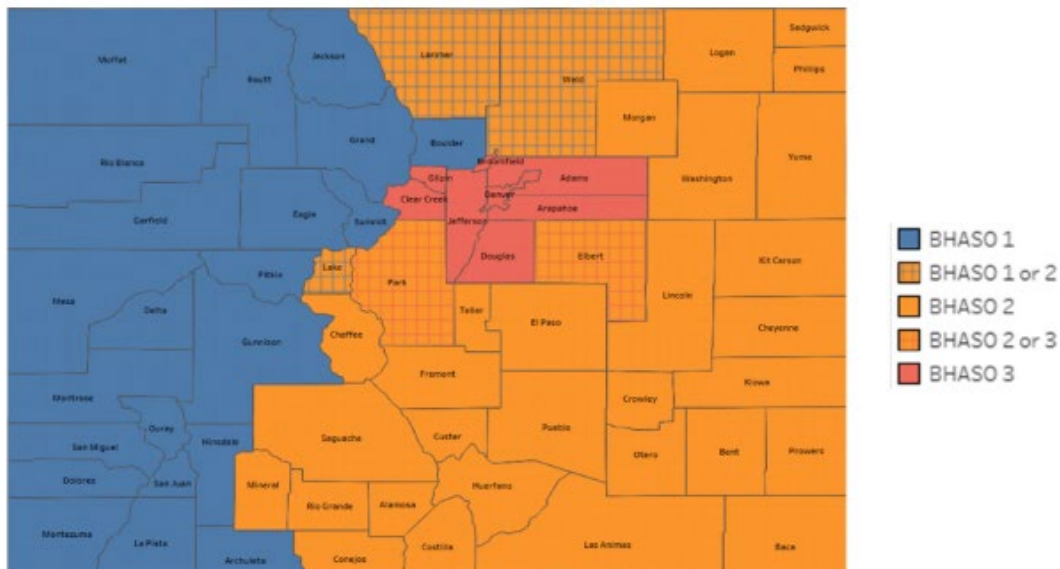 Moffat
Routt
Jackson
Larimer
Weld
Logan
Sedgwick
Phillips
Morgan
Grand
Boulder
Rio Blanco
Broomfield
Gilpin
Adams
Washington
Yuma
Clear Creek
Denver
Arapahoe
Garfield
Eagle
Summit
Jefferson
Douglas
Elbert
Kit Carson
Lake
Park
Pitkin
Mesa
Delta
Lincoln
Teller
El Paso
Cheyenne
Gunnison
Chaffee
Fremont
Kiowa
Montrose
Crowley
Ouray
Hinsdale
Saguache
Custer
Pueblo
San Miguel
Otero
Bent
Prowers
Dolores
San Juan
Mineral
Rio Grande
Alamosa
Huerfano
Montezuma
La Plata
Archuleta
Conejos
Costilla
Las Animas
Baca
BHASO 1
BHASO 1 or 2
BHASO 2
BHASO 2 or 3
BHASO 3